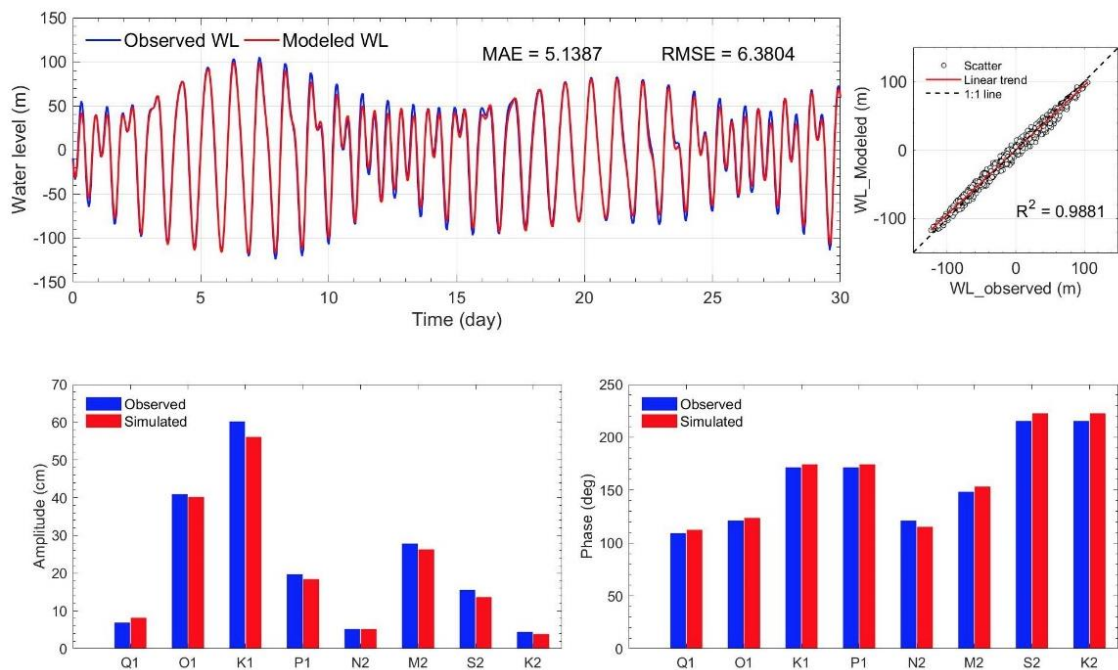 Observed WL Modeled WL MAE = 5.1387 RMSE = 6.3804
150
100
50
0
-50
-100
-150
Water level (m)
0 5 10 15 20 25 30
Time (day)
Scatter
Linear trend
1:1 line
100
0
-100
WL_Modeled (m)
R² = 0.9881
-100 0 100
WL_observed (m)
Observed
Simulated
70
60
50
40
30
20
10
0
Amplitude (cm)
Q1 O1 K1 P1 N2 M2 S2 K2
Observed
Simulated
250
200
150
100
50
0
Phase (deg)
Q1 O1 K1 P1 N2 M2 S2 K2